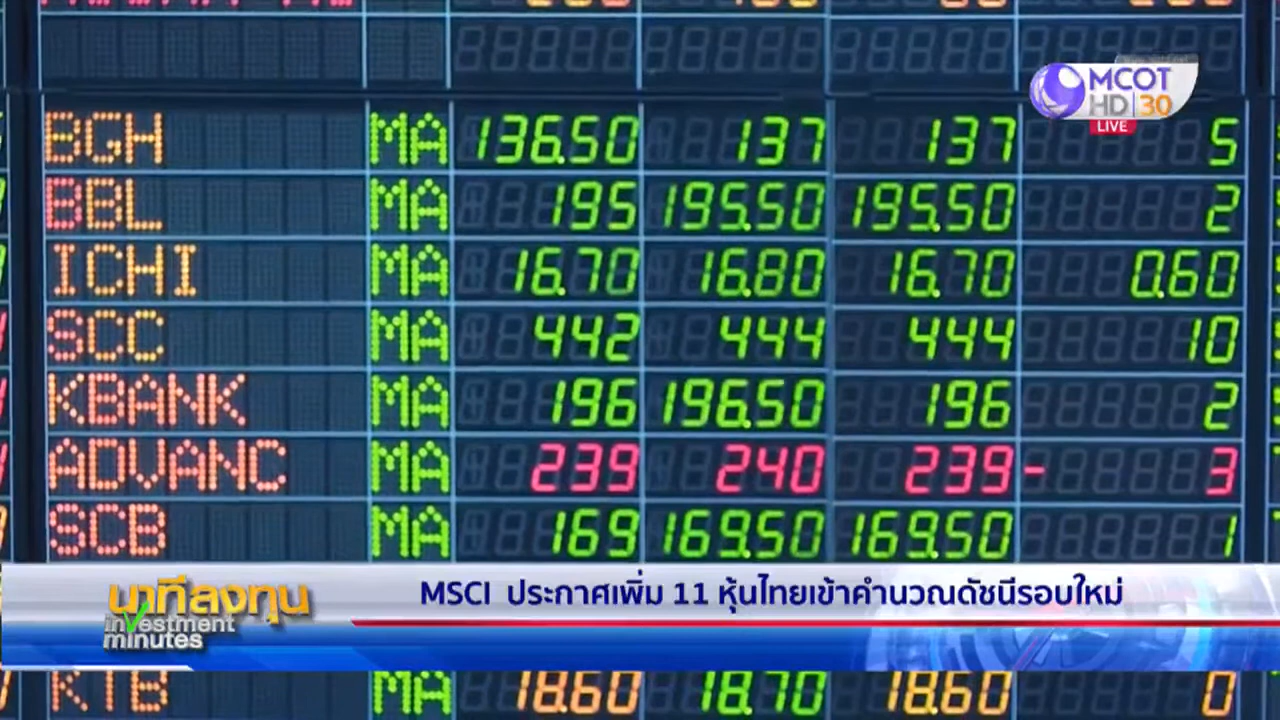 MCOT
HD 30
LIVE
BGH MA 136.50 137 137 5
BBL MA 195 195.50 195.50 2
ICHI MA 16.70 16.80 16.70 0.60
SCC MA 442 444 444 10
KBANK MA 196 196.50 196 2
ADVANC MA 239 240 239 - 3
SCB MA 169 169.50 169.50 1
นาทีลงทุน
investment
minutes
MSCI ประกาศเพิ่ม 11 หุ้นไทยเข้าคำนวณดัชนีรอบใหม่
KTB MA 18.60 18.70 18.60 0